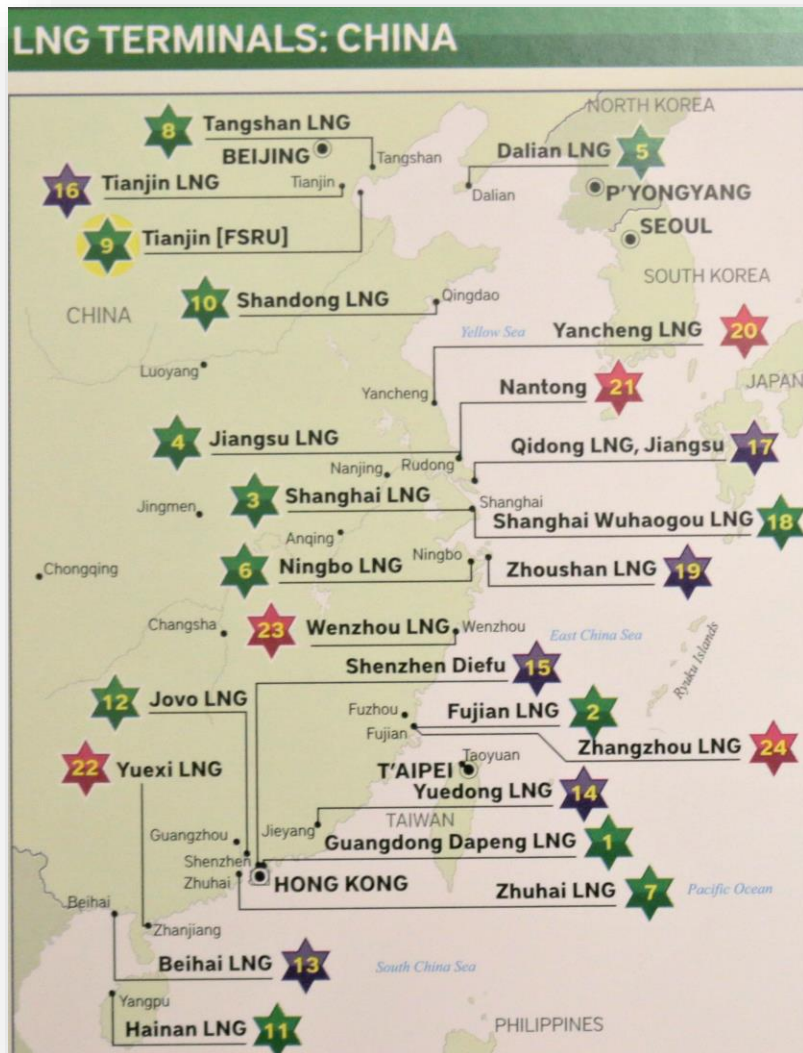 LNG TERMINALS: CHINA
NORTH KOREA
8 Tangshan LNG
BEIJING
Tangshan
Dalian LNG 5
16 Tianjin LNG
Tianjin
Dalian
P'YONGYANG
9 Tianjin [FSRU]
SEOUL
SOUTH KOREA
10 Shandong LNG
Qingdao
CHINA
Yellow Sea
Yancheng LNG 20
Luoyang
Yancheng
Nantong 21
JAPAN
4 Jiangsu LNG
Nanjing
Rudong
Qidong LNG, Jiangsu 17
3 Shanghai LNG
Shanghai
Jingmen
Shanghai Wuhaogou LNG 18
Anqing
6 Ningbo LNG
Ningbo
Zhoushan LNG 19
Chongqing
Changsha
23 Wenzhou LNG
Wenzhou
East China Sea
Ryuku Islands
Shenzhen Diefu 15
12 Jovo LNG
Fuzhou
Fujian LNG 2
Fujian
Zhangzhou LNG 24
22 Yuexi LNG
Taoyuan
T'AIPEI
Yuedong LNG 14
TAIWAN
Jieyang
Guangzhou
Guangdong Dapeng LNG 1
Shenzhen
Zhuhai
HONG KONG
Zhuhai LNG 7
Pacific Ocean
Beihai
Zhanjiang
Beihai LNG 13
South China Sea
Yangpu
Hainan LNG 11
PHILIPPINES